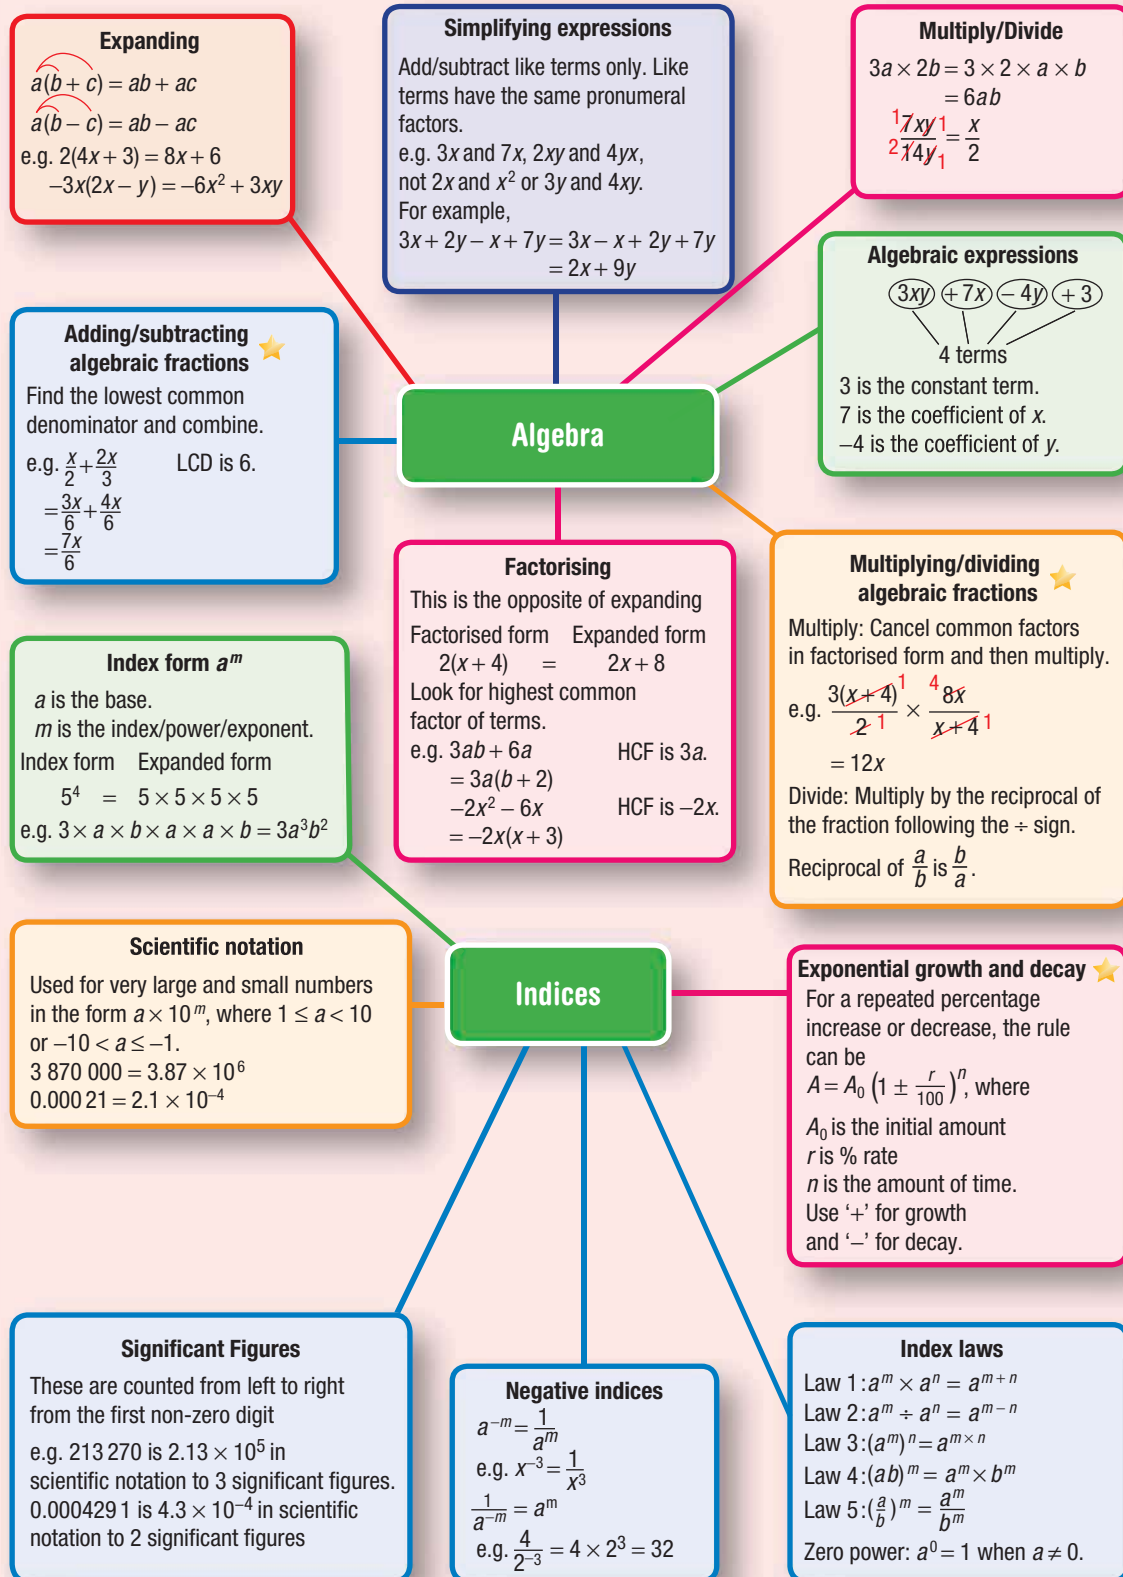 Expanding
a(b + c) = ab + ac
a(b − c) = ab − ac
e.g. 2(4x + 3) = 8x + 6
−3x(2x − y) = −6x² + 3xy
Simplifying expressions
Add/subtract like terms only. Like
terms have the same pronumeral
factors.
e.g. 3x and 7x, 2xy and 4yx,
not 2x and x² or 3y and 4xy.
For example,
3x + 2y − x + 7y = 3x − x + 2y + 7y
= 2x + 9y
Multiply/Divide
3a × 2b = 3 × 2 × a × b
= 6ab
1 7xy 1 / 2 14y 1 = x/2
Algebraic expressions
3xy + 7x − 4y + 3
4 terms
3 is the constant term.
7 is the coefficient of x.
−4 is the coefficient of y.
Adding/subtracting
algebraic fractions
Find the lowest common
denominator and combine.
e.g. x/2 + 2x/3 LCD is 6.
= 3x/6 + 4x/6
= 7x/6
Algebra
Factorising
This is the opposite of expanding
Factorised form Expanded form
2(x + 4) = 2x + 8
Look for highest common
factor of terms.
e.g. 3ab + 6a HCF is 3a.
= 3a(b + 2)
−2x² − 6x HCF is −2x.
= −2x(x + 3)
Multiplying/dividing
algebraic fractions
Multiply: Cancel common factors
in factorised form and then multiply.
e.g. 3(x + 4) 1 / 2 1 × 4 8x / x + 4 1
= 12x
Divide: Multiply by the reciprocal of
the fraction following the ÷ sign.
Reciprocal of a/b is b/a.
Index form aᵐ
a is the base.
m is the index/power/exponent.
Index form Expanded form
5⁴ = 5 × 5 × 5 × 5
e.g. 3 × a × b × a × a × b = 3a³b²
Indices
Scientific notation
Used for very large and small numbers
in the form a × 10ᵐ, where 1 ≤ a < 10
or −10 < a ≤ −1.
3 870 000 = 3.87 × 10⁶
0.000 21 = 2.1 × 10⁻⁴
Exponential growth and decay
For a repeated percentage
increase or decrease, the rule
can be
A = A₀ (1 ± r/100)ⁿ, where
A₀ is the initial amount
r is % rate
n is the amount of time.
Use ‘+’ for growth
and ‘−’ for decay.
Significant Figures
These are counted from left to right
from the first non-zero digit
e.g. 213 270 is 2.13 × 10⁵ in
scientific notation to 3 significant figures.
0.000429 1 is 4.3 × 10⁻⁴ in scientific
notation to 2 significant figures
Negative indices
a⁻ᵐ = 1/aᵐ
e.g. x⁻³ = 1/x³
1/a⁻ᵐ = aᵐ
e.g. 4/2⁻³ = 4 × 2³ = 32
Index laws
Law 1: aᵐ × aⁿ = aᵐ⁺ⁿ
Law 2: aᵐ ÷ aⁿ = aᵐ⁻ⁿ
Law 3: (aᵐ)ⁿ = aᵐˣⁿ
Law 4: (ab)ᵐ = aᵐ × bᵐ
Law 5: (a/b)ᵐ = aᵐ/bᵐ
Zero power: a⁰ = 1 when a ≠ 0.